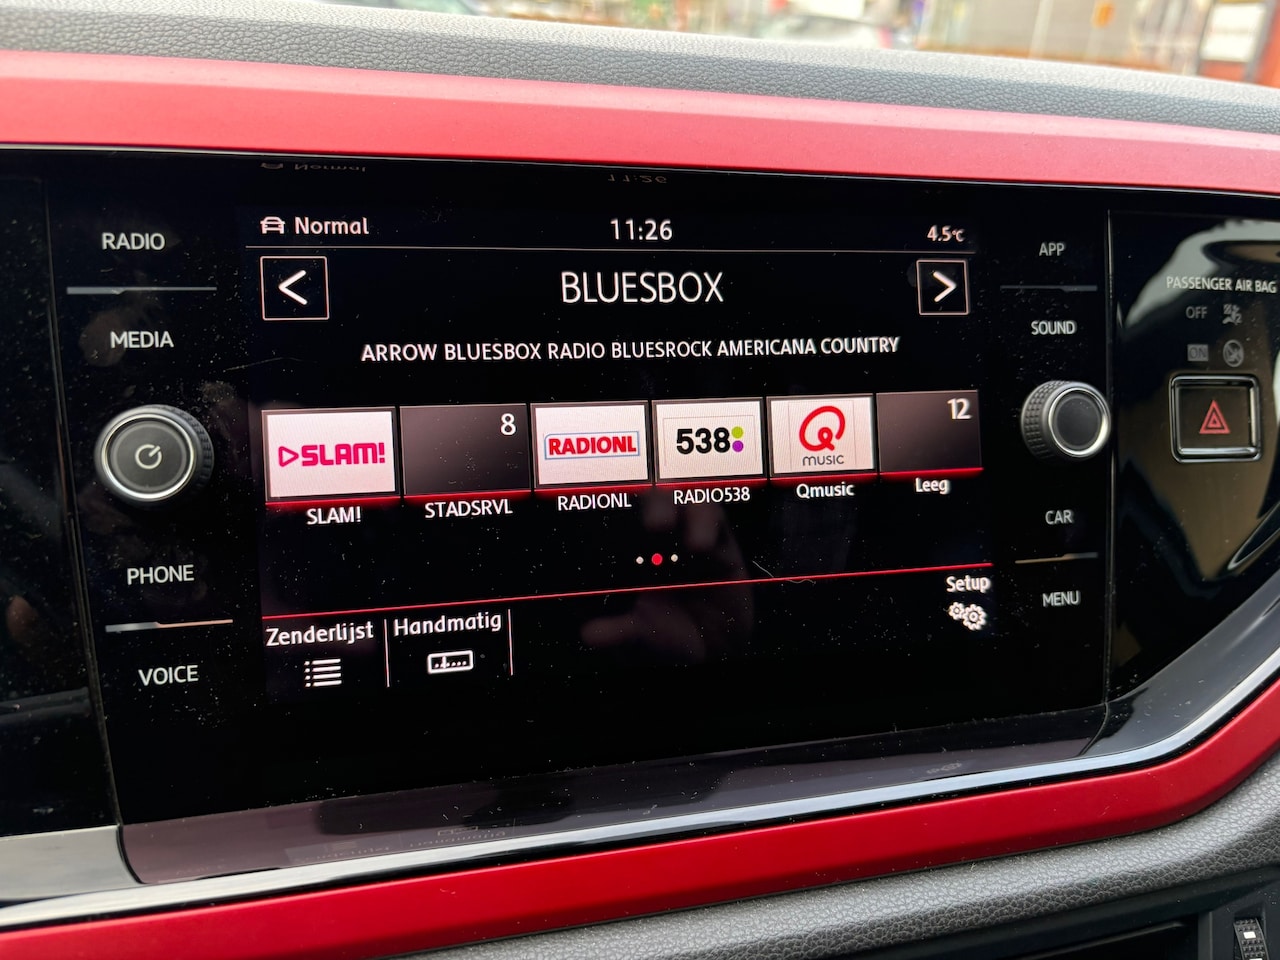 Normal 11:26 4.5°C
RADIO
MEDIA
PHONE
VOICE
BLUESBOX
ARROW BLUESBOX RADIO BLUESROCK AMERICANA COUNTRY
SLAM! 8 RADIONL 538 Q MUSIC 12
SLAM! STADSRVL RADIONL RADIO538 Qmusic Leeg
Zenderlijst Handmatig Setup
APP
SOUND
CAR
MENU
PASSENGER AIR BAG
OFF
ON